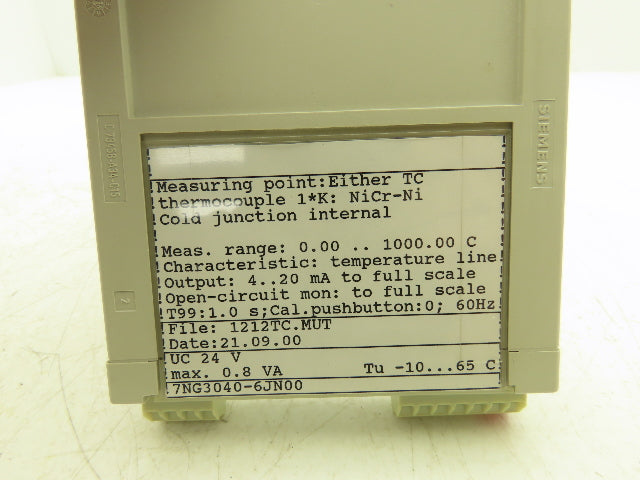 SIEMENS
Measuring point:Either TC
thermocouple 1*K: NiCr-Ni
Cold junction internal
Meas. range: 0.00 .. 1000.00 C
Characteristic: temperature line
Output: 4..20 mA to full scale
Open-circuit mon: to full scale
T99:1.0 s;Cal.pushbutton:0; 60Hz
File: 1212TC.MUT
Date:21.09.00
UC 24 V
max. 0.8 VA Tu -10...65 C
7NG3040-6JN00
2